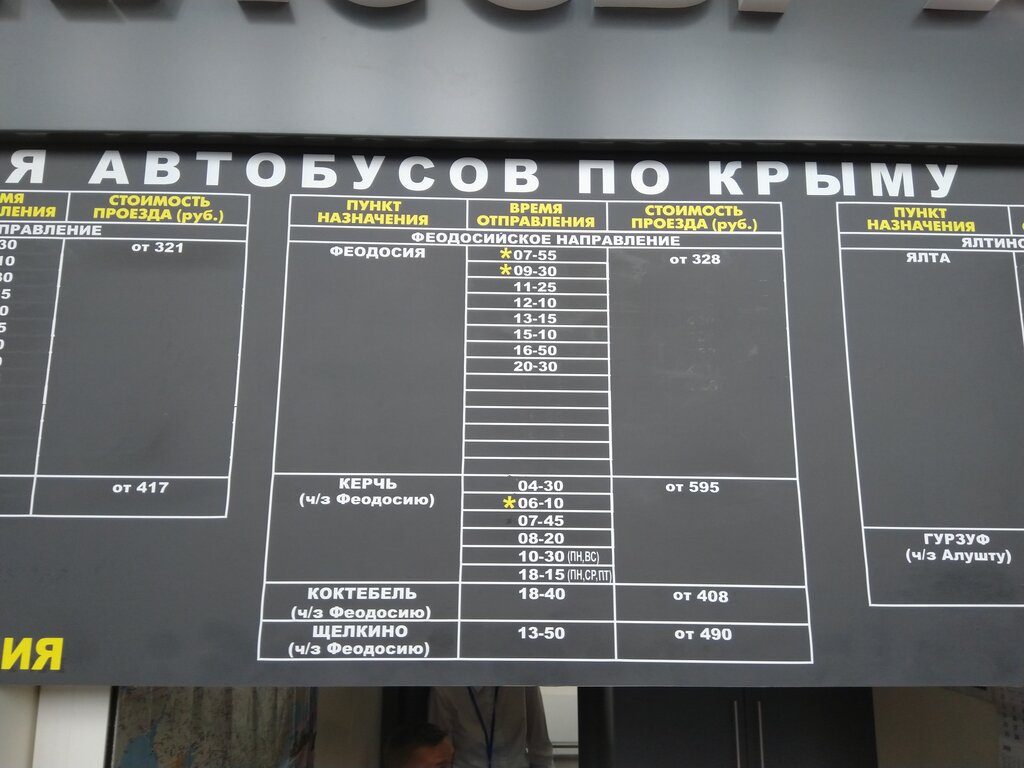 Я АВТОБУСОВ ПО КРЫМУ
СТОИМОСТЬ
ПРОЕЗДА (руб.)
от 321
от 417
ИЯ
ПУНКТ
НАЗНАЧЕНИЯ
ВРЕМЯ
ОТПРАВЛЕНИЯ
СТОИМОСТЬ
ПРОЕЗДА (руб.)
ФЕОДОСИЙСКОЕ НАПРАВЛЕНИЕ
ФЕОДОСИЯ
*07-55
от 328
*09-30
11-25
12-10
13-15
15-10
16-50
20-30
КЕРЧЬ
(ч/з Феодосию)
04-30
от 595
*06-10
07-45
08-20
10-30 (ПН,ВС)
18-15 (ПН,СР,ПТ)
КОКТЕБЕЛЬ
(ч/з Феодосию)
18-40
от 408
ЩЕЛКИНО
(ч/з Феодосию)
13-50
от 490
ПУНКТ
НАЗНАЧЕНИЯ
ЯЛТИНО
ЯЛТА
ГУРЗУФ
(ч/з Алушту)